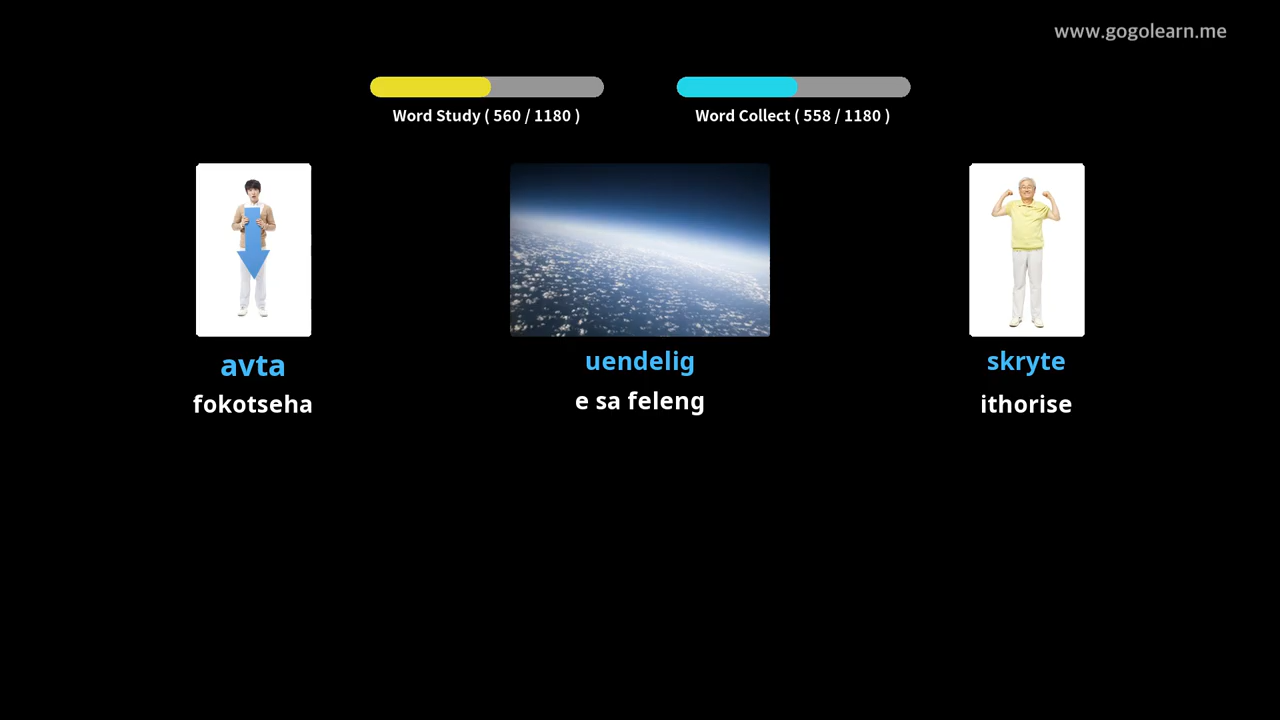 www.gogolearn.me
Word Study ( 560 / 1180 )
Word Collect ( 558 / 1180 )
avta
fokotseha
uendelig
e sa feleng
skryte
ithorise